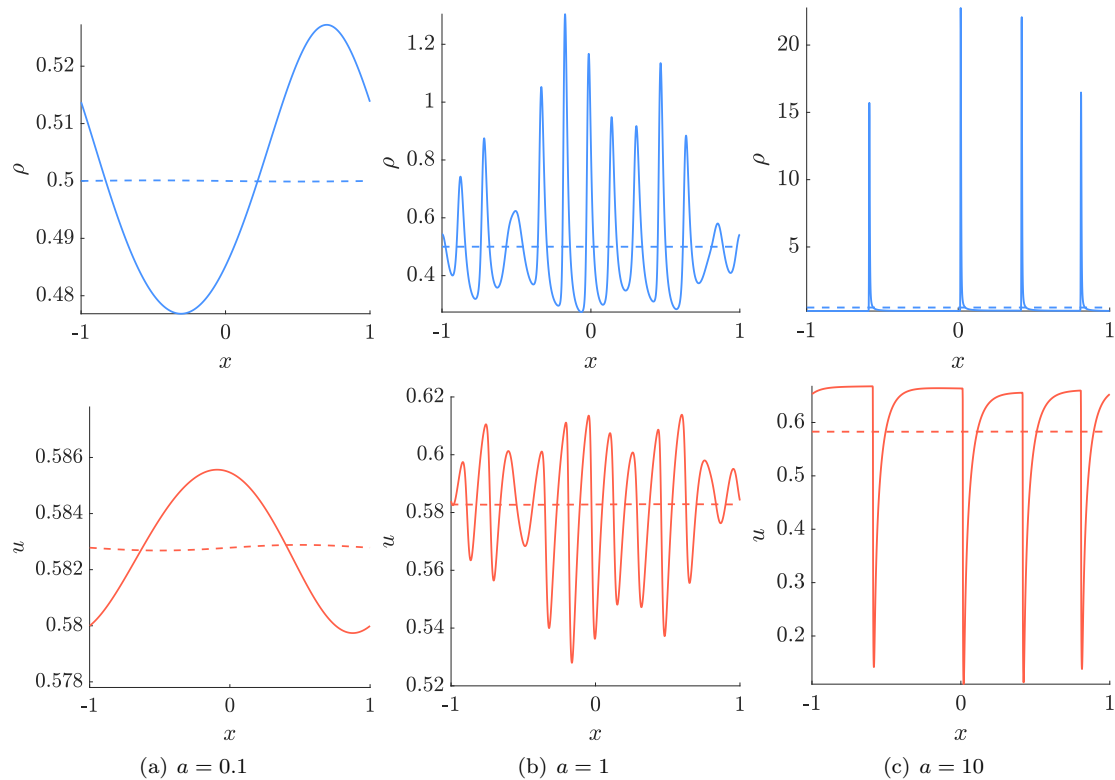 0.52
0.51
0.5
0.49
0.48
ρ
-1 0 1
x
1.2
1
0.8
0.6
0.4
ρ
-1 0 1
x
20
15
10
5
ρ
-1 0 1
x
0.586
0.584
0.582
0.58
0.578
u
-1 0 1
x
0.62
0.6
0.58
0.56
0.54
0.52
u
-1 0 1
x
0.6
0.5
0.4
0.3
0.2
u
-1 0 1
x
(a) a = 0.1
(b) a = 1
(c) a = 10